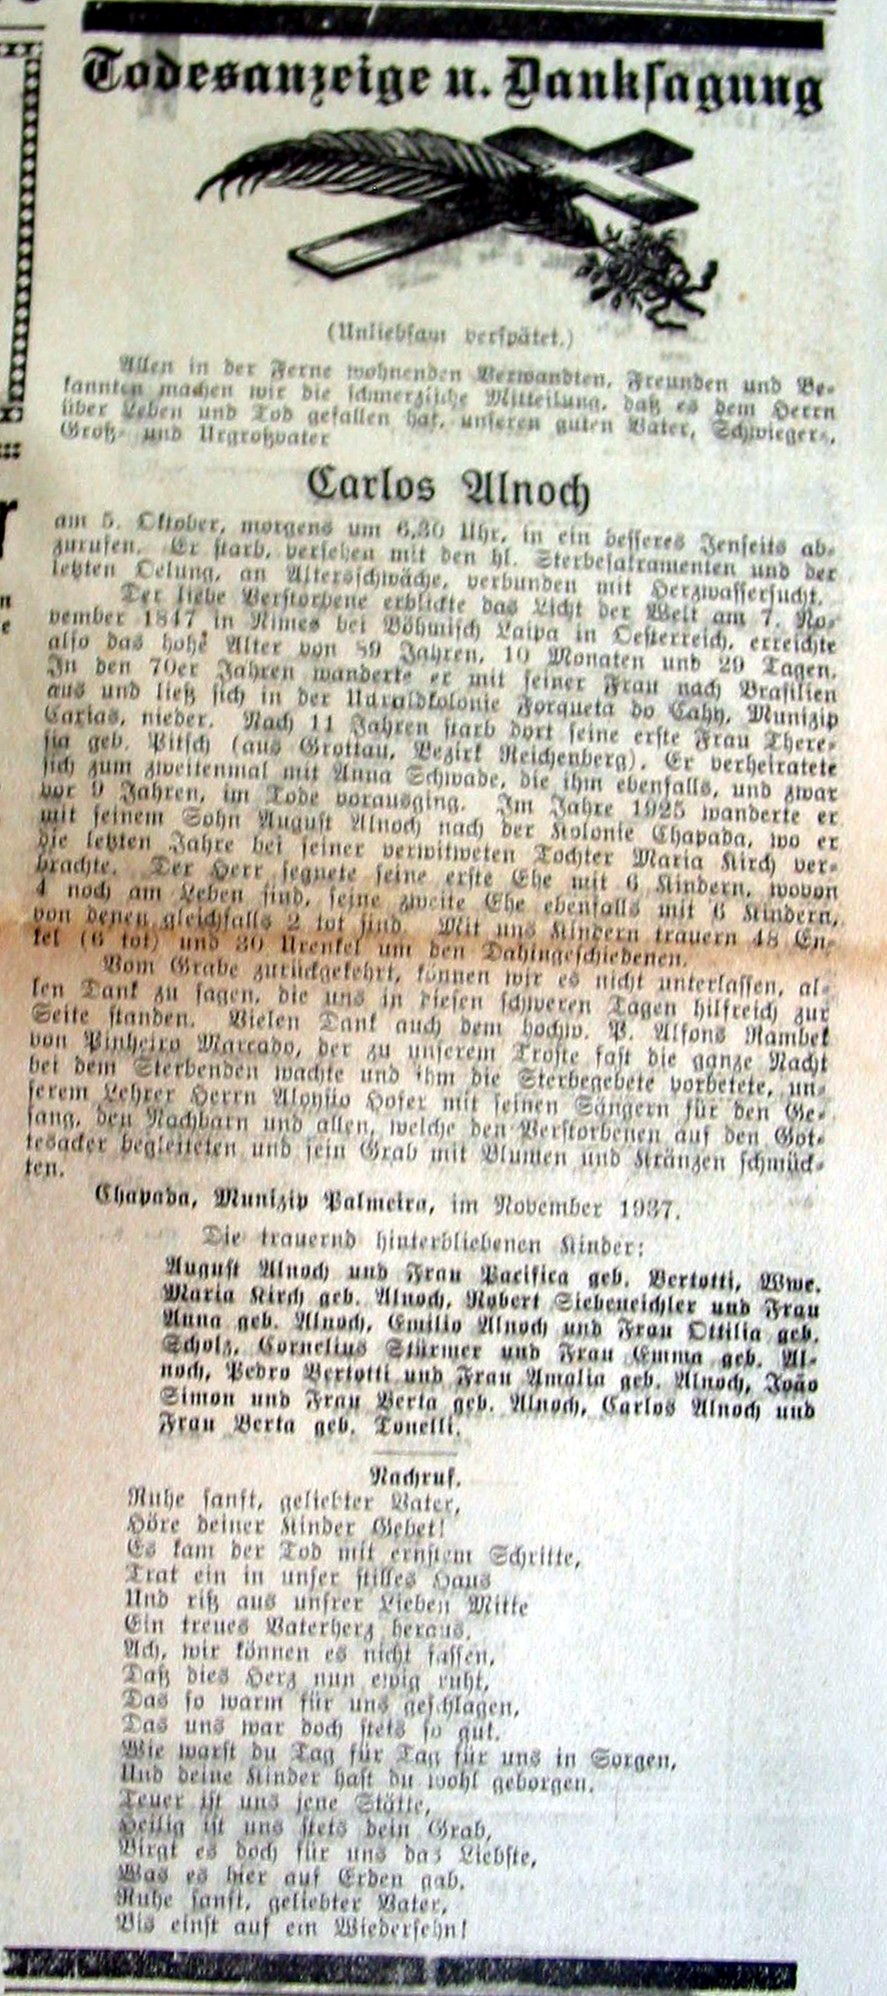 Todesanzeige u. Danksagung
(Unliebsam verspätet.)
Allen in der Ferne wohnenden Verwandten, Freunden und Be-
kannten machen wir die schmerzliche Mitteilung, daß es dem Herrn
über Leben und Tod gefallen hat, unseren guten Vater, Schwieger-,
Groß- und Urgroßvater
Carlos Alnoch
am 5. Oktober, morgens um 6,30 Uhr, in ein besseres Jenseits ab-
zurufen. Er starb, versehen mit den hl. Sterbesakramenten und der
letzten Oelung, an Altersschwäche, verbunden mit Herzwassersucht.
Der liebe Verstorbene erblickte das Licht der Welt am 7. No-
vember 1847 in Nimes bei Böhmisch Laipa in Oesterreich, erreichte
also das hohe Alter von 89 Jahren, 10 Monaten und 29 Tagen.
In den 70er Jahren wanderte er mit seiner Frau nach Brasilien
aus und ließ sich in der Urwaldkolonie Forqueta do Cahy, Munizip
Caxias, nieder. Nach 11 Jahren starb dort seine erste Frau There-
sia geb. Pitsch (aus Grottau, Bezirk Reichenberg). Er verheiratete
sich zum zweitenmal mit Anna Schwabe, die ihm ebenfalls, und zwar
vor 9 Jahren, im Tode vorausging. Im Jahre 1925 wanderte er
mit seinem Sohn August Alnoch nach der Kolonie Chapada, wo er
die letzten Jahre bei seiner verwitweten Tochter Maria Kirch ver-
brachte. Der Herr segnete seine erste Ehe mit 6 Kindern, wovon
4 noch am Leben sind, seine zweite Ehe ebenfalls mit 6 Kindern,
von denen gleichfalls 2 tot sind. Mit uns Kindern trauern 48 En-
kel (6 tot) und 30 Urenkel um den Dahingeschiedenen.
Vom Grabe zurückgekehrt, können wir es nicht unterlassen, al-
len Dank zu sagen, die uns in diesen schweren Tagen hilfreich zur
Seite standen. Vielen Dank auch dem hochw. P. Alfons Rambek
von Pinheiro Marcado, der zu unserem Troste fast die ganze Nacht
bei dem Sterbenden wachte und ihm die Sterbegebete vorbetete, un-
serem Lehrer Herrn Aloysio Hofer mit seinen Sängern für den Ge-
sang, den Nachbarn und allen, welche den Verstorbenen auf den Got-
tesacker begleiteten und sein Grab mit Blumen und Kränzen schmück-
ten.
Chapada, Munizip Palmeira, im November 1937.
Die trauernd hinterbliebenen Kinder:
August Alnoch und Frau Pacifica geb. Bertotti, Wwe.
Maria Kirch geb. Alnoch, Robert Siebeneichler und Frau
Anna geb. Alnoch, Emilio Alnoch und Frau Ottilia geb.
Scholz, Cornelius Stürmer und Frau Emma geb. Al-
noch, Pedro Bertotti und Frau Amalia geb. Alnoch, João
Simon und Frau Berta geb. Alnoch, Carlos Alnoch und
Frau Berta geb. Tonelli.
Nachruf.
Ruhe sanft, geliebter Vater,
Höre deiner Kinder Gebet!
Es kam der Tod mit ernstem Schritte,
Trat ein in unser stilles Haus
Und riß aus unsrer Lieben Mitte
Ein treues Vaterherz heraus.
Ach, wir können es nicht fassen,
Daß dies Herz nun ewig ruht,
Das so warm für uns geschlagen,
Das uns war doch stets so gut.
Wie warst du Tag für Tag für uns in Sorgen,
Und deine Kinder hast du wohl geborgen.
Teuer ist uns jene Stätte,
Heilig ist uns stets dein Grab,
Birgt es doch für uns das Liebste,
Was es hier auf Erden gab.
Ruhe sanft, geliebter Vater,
Bis einst auf ein Wiedersehn!